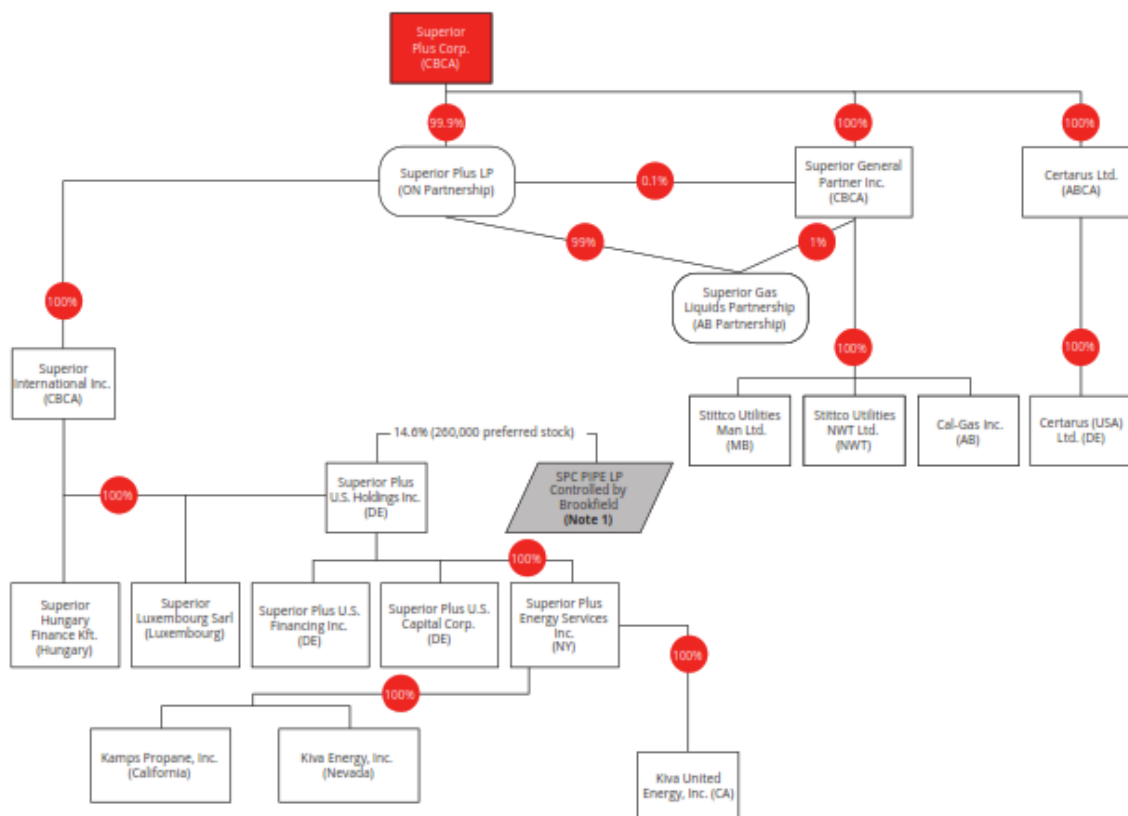 Superior
Plus Corp.
(CBCA)
99.9%
100%
100%
Superior Plus LP
(ON Partnership)
0.1%
Superior General
Partner Inc.
(CBCA)
Certarus Ltd.
(ABCA)
99%
1%
Superior Gas
Liquids Partnership
(AB Partnership)
100%
100%
100%
Superior
International Inc.
(CBCA)
Stittco Utilities
Man Ltd.
(MB)
Stittco Utilities
NWT Ltd.
(NWT)
Cal-Gas Inc.
(AB)
Certarus (USA)
Ltd. (DE)
14.6% (260,000 preferred stock)
100%
Superior Plus
U.S. Holdings Inc.
(DE)
SPC PIPE LP
Controlled by
Brookfield
(Note 1)
100%
Superior
Hungary
Finance Kft.
(Hungary)
Superior
Luxembourg Sarl
(Luxembourg)
Superior Plus U.S.
Financing Inc.
(DE)
Superior Plus U.S.
Capital Corp.
(DE)
Superior Plus
Energy Services
Inc.
(NY)
100%
100%
Kamps Propane, Inc.
(California)
Kiva Energy, Inc.
(Nevada)
Kiva United
Energy, Inc. (CA)